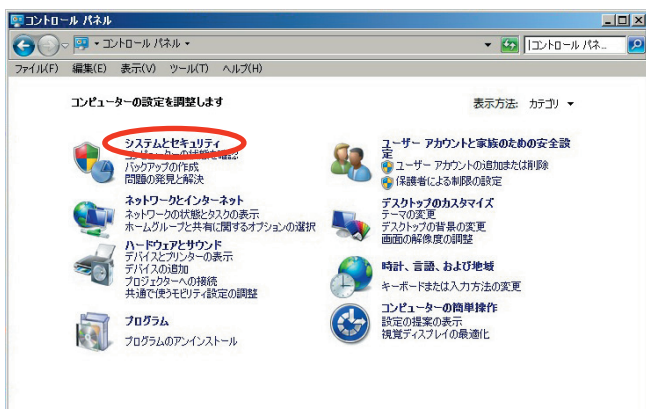 コントロール パネル
コントロール パネル
コントロール パネ...
ファイル(F) 編集(E) 表示(V) ツール(T) ヘルプ(H)
コンピューターの設定を調整します
表示方法: カテゴリ
システムとセキュリティ
コンピューターの状態を確認
バックアップの作成
問題の発見と解決
ネットワークとインターネット
ネットワークの状態とタスクの表示
ホームグループと共有に関するオプションの選択
ハードウェアとサウンド
デバイスとプリンターの表示
デバイスの追加
プロジェクターへの接続
共通で使うモビリティ設定の調整
プログラム
プログラムのアンインストール
ユーザー アカウントと家族のための安全設
定
ユーザー アカウントの追加または削除
保護者による制限の設定
デスクトップのカスタマイズ
テーマの変更
デスクトップの背景の変更
画面の解像度の調整
時計、言語、および地域
キーボードまたは入力方法の変更
コンピューターの簡単操作
設定の提案の表示
視覚ディスプレイの最適化